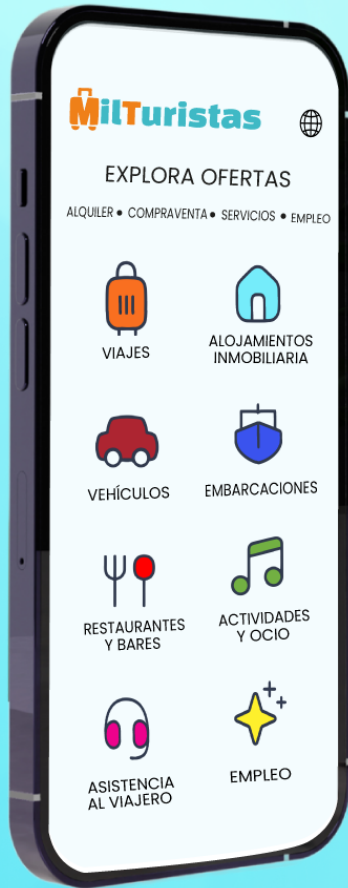 MilTuristas
EXPLORA OFERTAS
ALQUILER • COMPRAVENTA • SERVICIOS • EMPLEO
VIAJES
ALOJAMIENTOS
INMOBILIARIA
VEHÍCULOS
EMBARCACIONES
RESTAURANTES
Y BARES
ACTIVIDADES
Y OCIO
ASISTENCIA
AL VIAJERO
EMPLEO